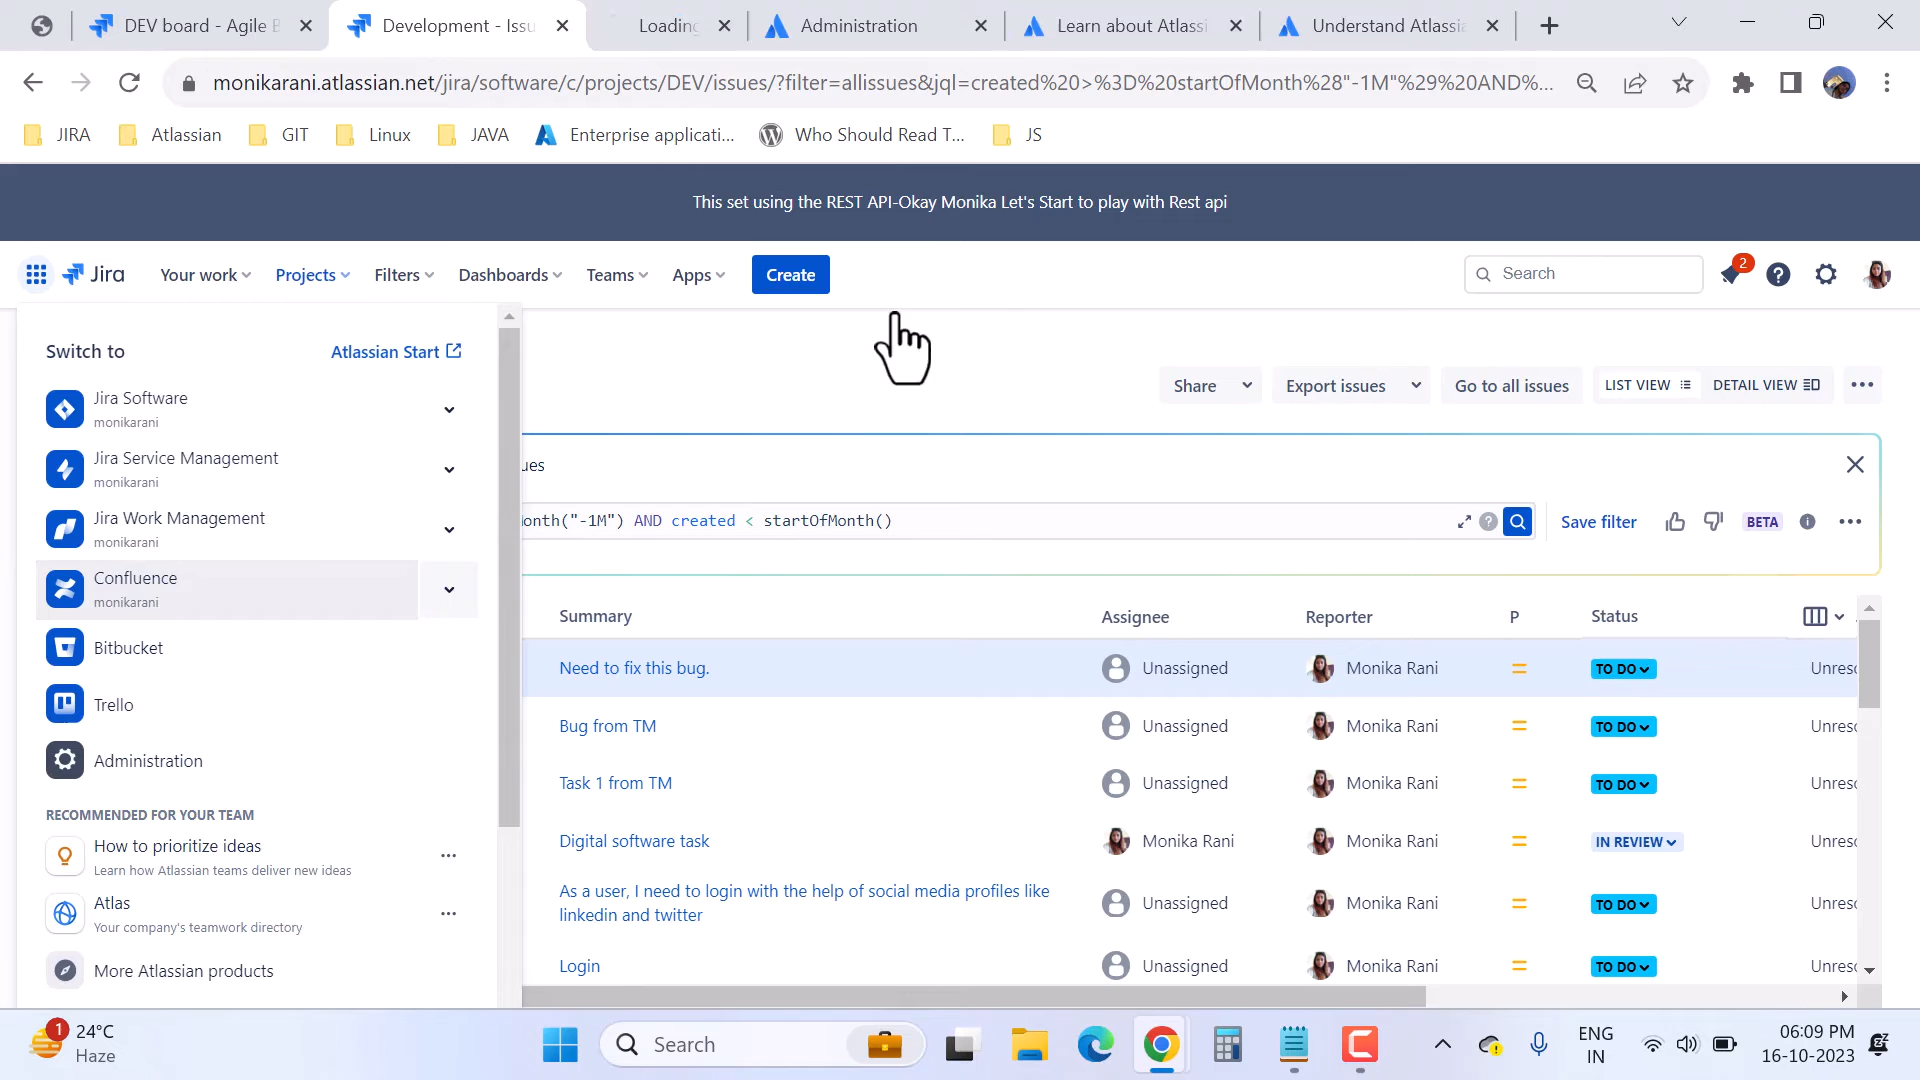 DEV board - Agile B
Development - Issu
Loading
Administration
Learn about Atlassi
Understand Atlassia
monikarani.atlassian.net/jira/software/c/projects/DEV/issues/?filter=allissues&jql=created%20>%3D%20startOfMonth%28"-1M"%29%20AND%...
JIRA
Atlassian
GIT
Linux
JAVA
Enterprise applicati...
Who Should Read T...
JS
This set using the REST API-Okay Monika Let's Start to play with Rest api
Jira
Your work
Projects
Filters
Dashboards
Teams
Apps
Create
Search
2
Switch to
Atlassian Start
Jira Software
monikarani
Jira Service Management
monikarani
Jira Work Management
monikarani
Confluence
monikarani
Bitbucket
Trello
Administration
RECOMMENDED FOR YOUR TEAM
How to prioritize ideas
Learn how Atlassian teams deliver new ideas
Atlas
Your company's teamwork directory
More Atlassian products
Share
Export issues
Go to all issues
LIST VIEW
DETAIL VIEW
ues
onth("-1M") AND created < startOfMonth()
Save filter
BETA
Summary
Assignee
Reporter
P
Status
Need to fix this bug.
Unassigned
Monika Rani
TO DO
Unresc
Bug from TM
Unassigned
Monika Rani
TO DO
Unresc
Task 1 from TM
Unassigned
Monika Rani
TO DO
Unresc
Digital software task
Monika Rani
Monika Rani
IN REVIEW
Unresc
As a user, I need to login with the help of social media profiles like
linkedin and twitter
Unassigned
Monika Rani
TO DO
Unresc
Login
Unassigned
Monika Rani
TO DO
Unresc
1
24°C
Haze
Search
ENG
IN
06:09 PM
16-10-2023